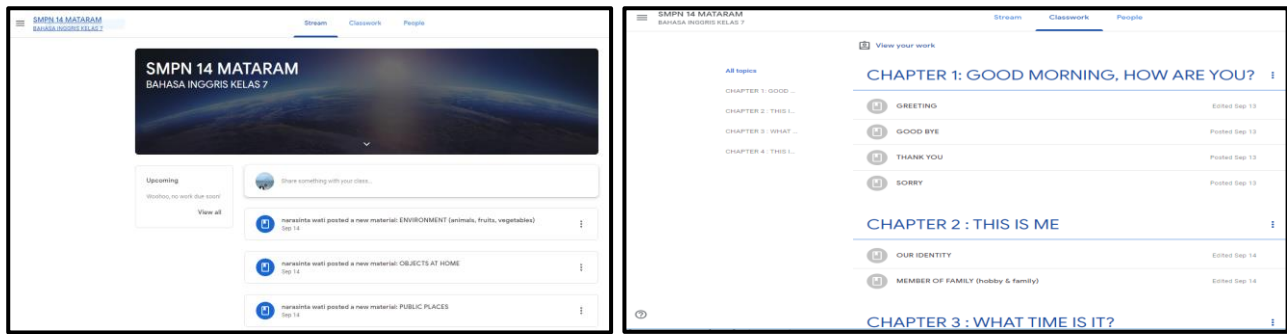 SMPN 14 MATARAM
BAHASA INGGRIS KELAS 7
Stream
Classwork
People
SMPN 14 MATARAM
BAHASA INGGRIS KELAS 7
Upcoming
Woohoo, no work due soon!
View all
Share something with your class...
narasinta wati posted a new material: ENVIRONMENT (animals, fruits, vegetables)
Sep 14
narasinta wati posted a new material: OBJECTS AT HOME
Sep 14
narasinta wati posted a new material: PUBLIC PLACES
Sep 14
SMPN 14 MATARAM
BAHASA INGGRIS KELAS 7
Stream
Classwork
People
View your work
All topics
CHAPTER 1: GOOD ...
CHAPTER 2 : THIS I...
CHAPTER 3 : WHAT ...
CHAPTER 4 : THIS I...
CHAPTER 1: GOOD MORNING, HOW ARE YOU?
GREETING
Edited Sep 13
GOOD BYE
Posted Sep 13
THANK YOU
Posted Sep 13
SORRY
Posted Sep 13
CHAPTER 2 : THIS IS ME
OUR IDENTITY
Edited Sep 14
MEMBER OF FAMILY (hobby & family)
Edited Sep 14
CHAPTER 3 : WHAT TIME IS IT?